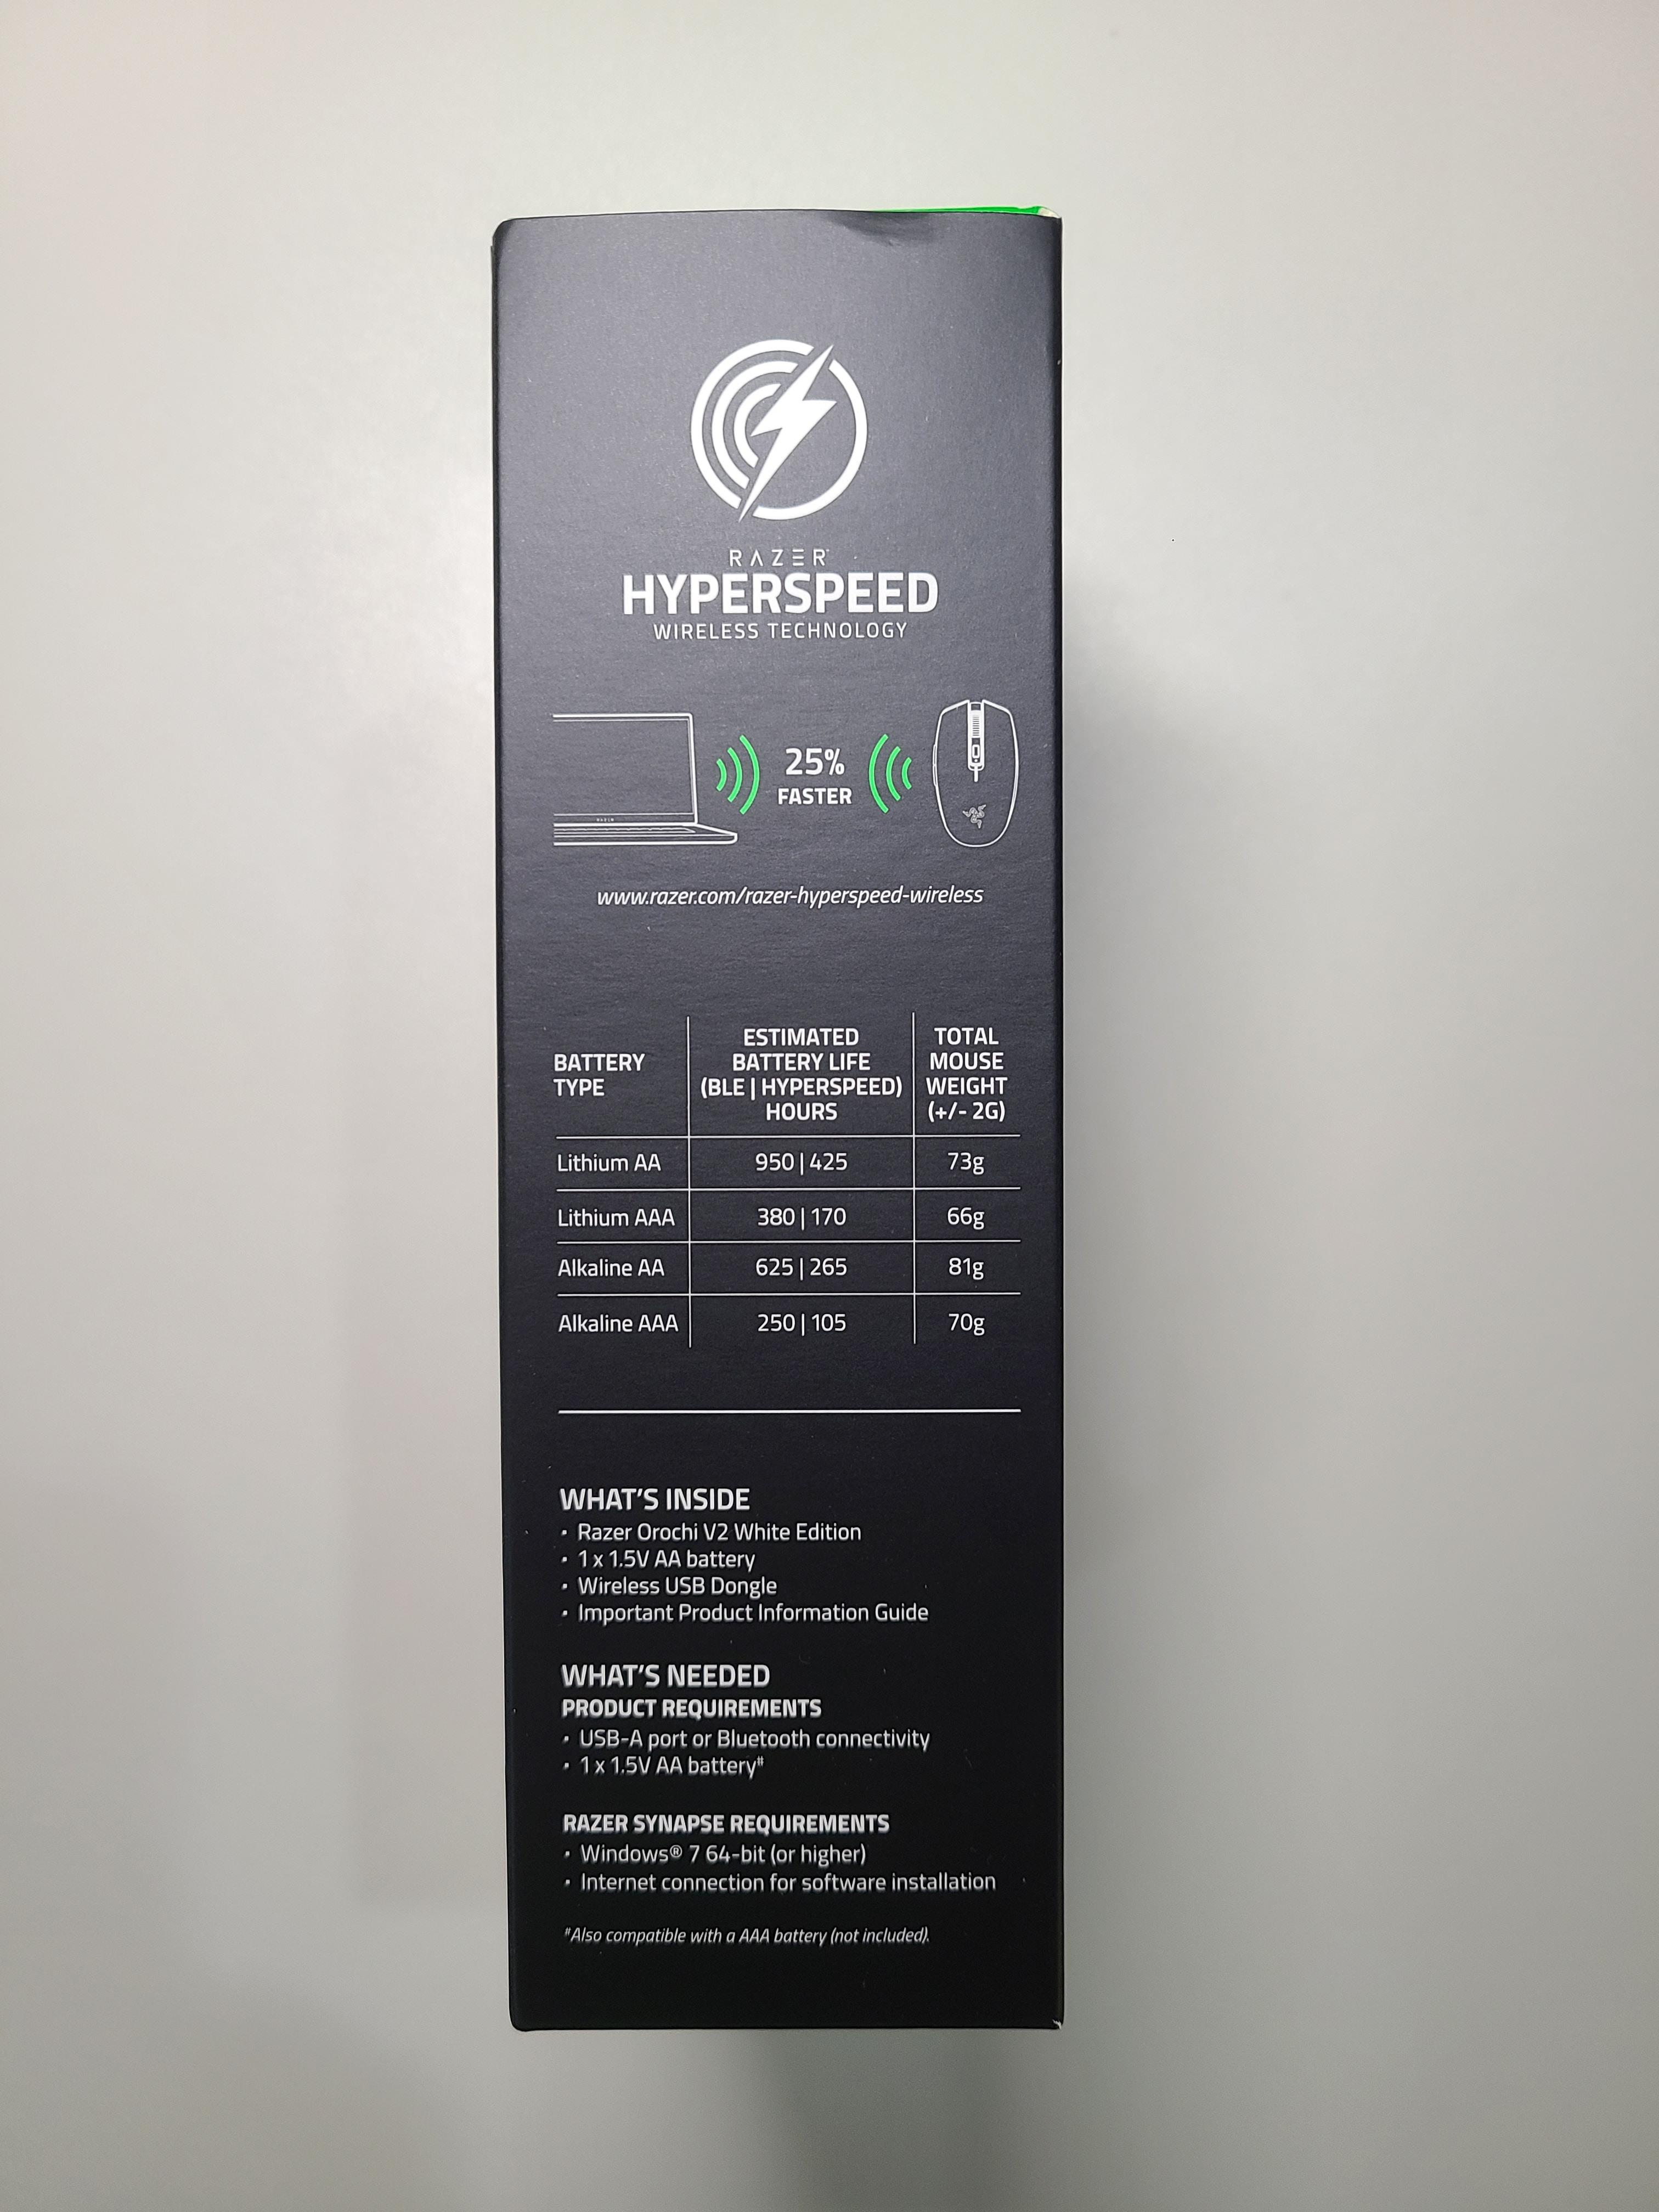 RAZER
HYPERSPEED
WIRELESS TECHNOLOGY
25%
FASTER
RAZER
www.razer.com/razer-hyperspeed-wireless
BATTERY TYPE | ESTIMATED BATTERY LIFE (BLE | HYPERSPEED) HOURS | TOTAL MOUSE WEIGHT (+/- 2G)
Lithium AA 950 | 425 73g
Lithium AAA 380 | 170 66g
Alkaline AA 625 | 265 81g
Alkaline AAA 250 | 105 70g
WHAT'S INSIDE
• Razer Orochi V2 White Edition
• 1 x 1.5V AA battery
• Wireless USB Dongle
• Important Product Information Guide
WHAT'S NEEDED
PRODUCT REQUIREMENTS
• USB-A port or Bluetooth connectivity
• 1 x 1.5V AA battery#
RAZER SYNAPSE REQUIREMENTS
• Windows® 7 64-bit (or higher)
• Internet connection for software installation
#Also compatible with a AAA battery (not included).